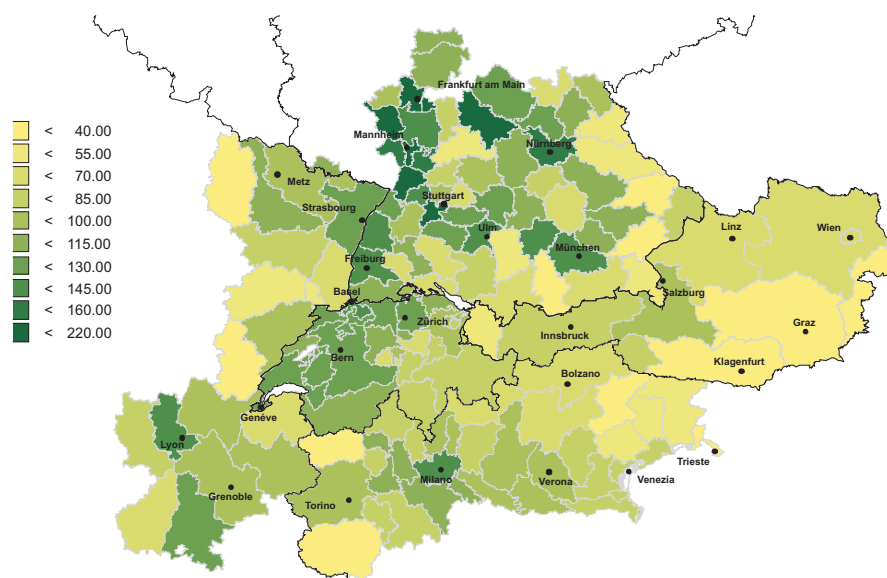 < 40.00
< 55.00
< 70.00
< 85.00
< 100.00
< 115.00
< 130.00
< 145.00
< 160.00
< 220.00
Frankfurt am Main
Mannheim
Nürnberg
Metz
Stuttgart
Strasbourg
Ulm
Linz
Wien
München
Freiburg
Basel
Salzburg
Zürich
Graz
Innsbruck
Bern
Klagenfurt
Bolzano
Genève
Lyon
Trieste
Milano
Verona
Venezia
Grenoble
Torino